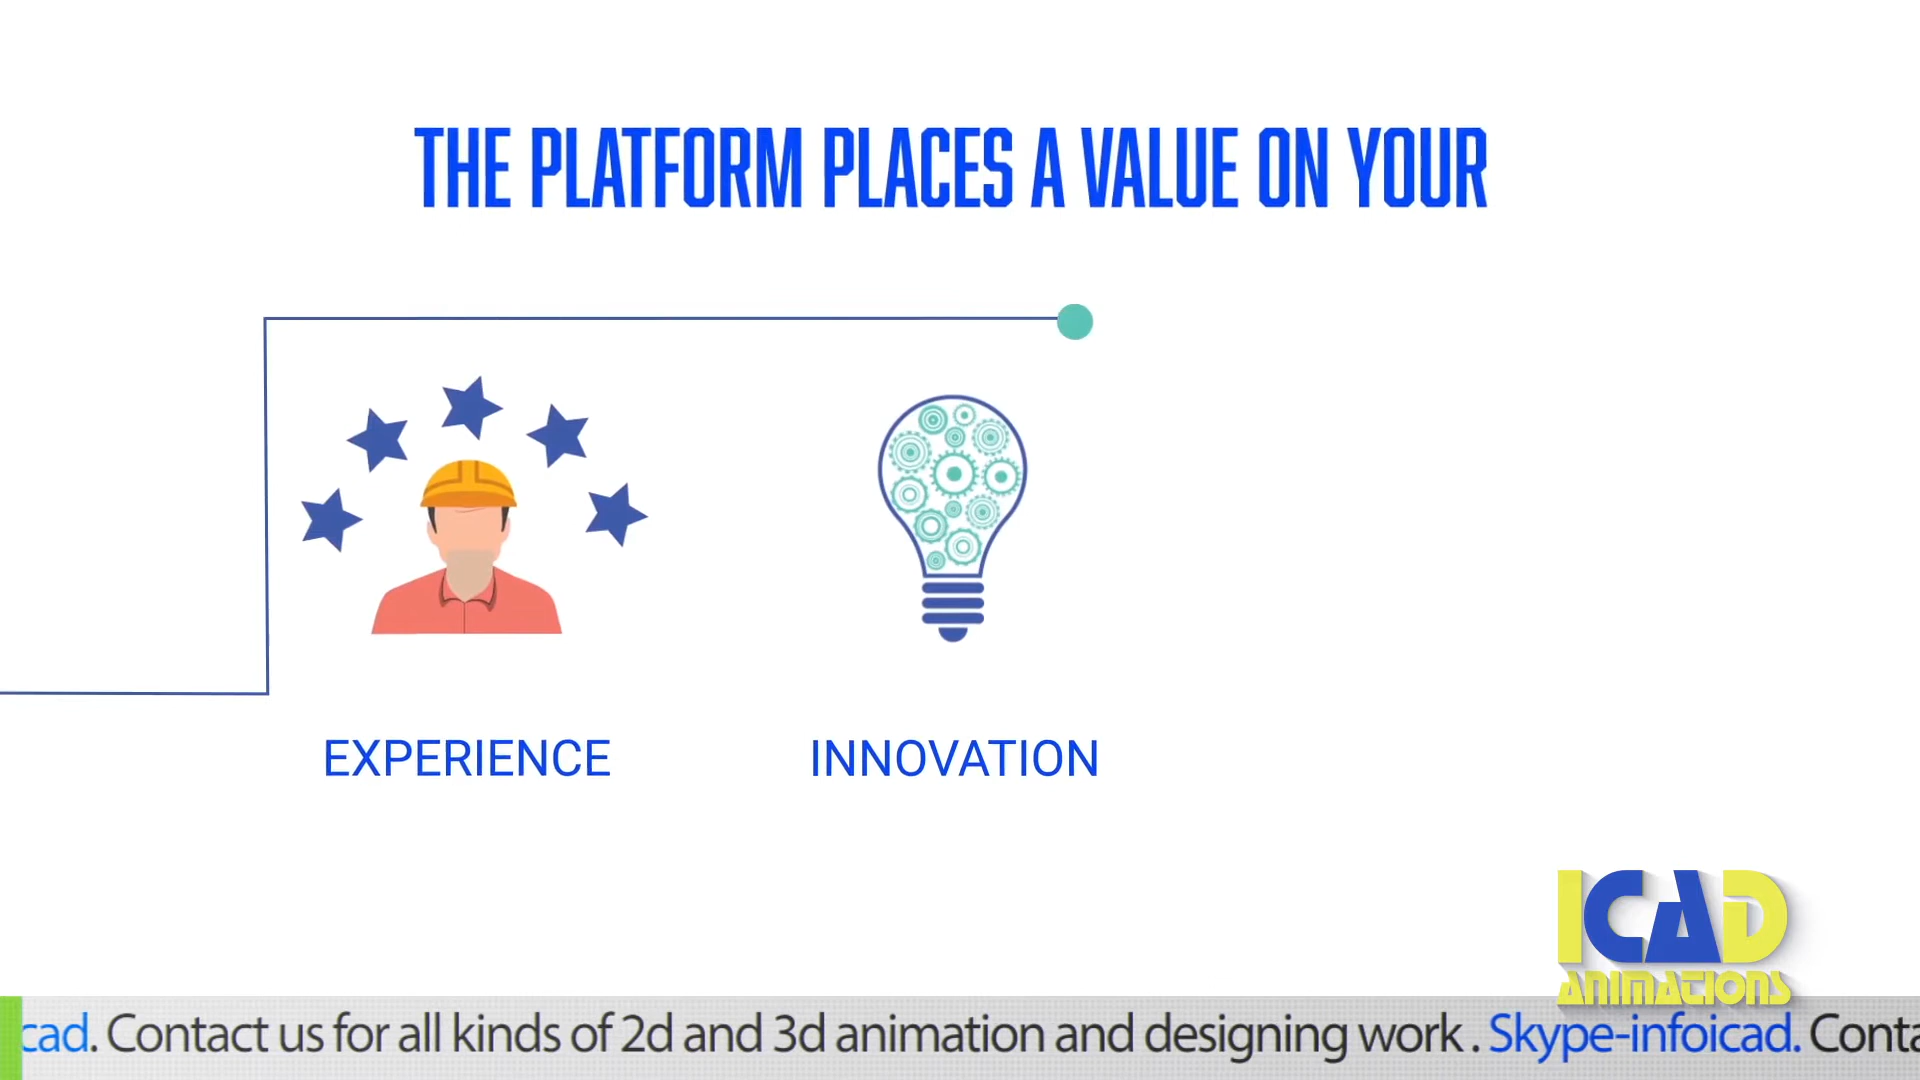 THE PLATFORM PLACES A VALUE ON YOUR
EXPERIENCE
INNOVATION
ICAD
ANIMATIONS
cad. Contact us for all kinds of 2d and 3d animation and designing work . Skype-infoicad. Conta